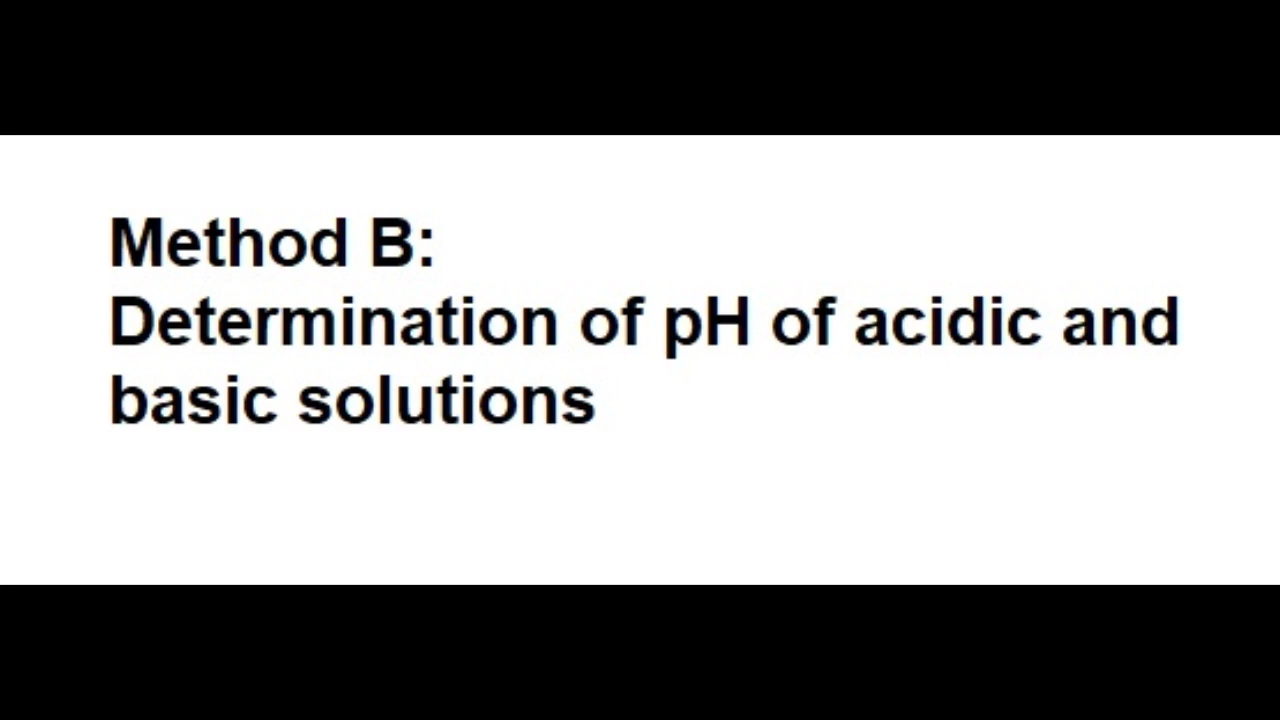 Method B:
Determination of pH of acidic and
basic solutions